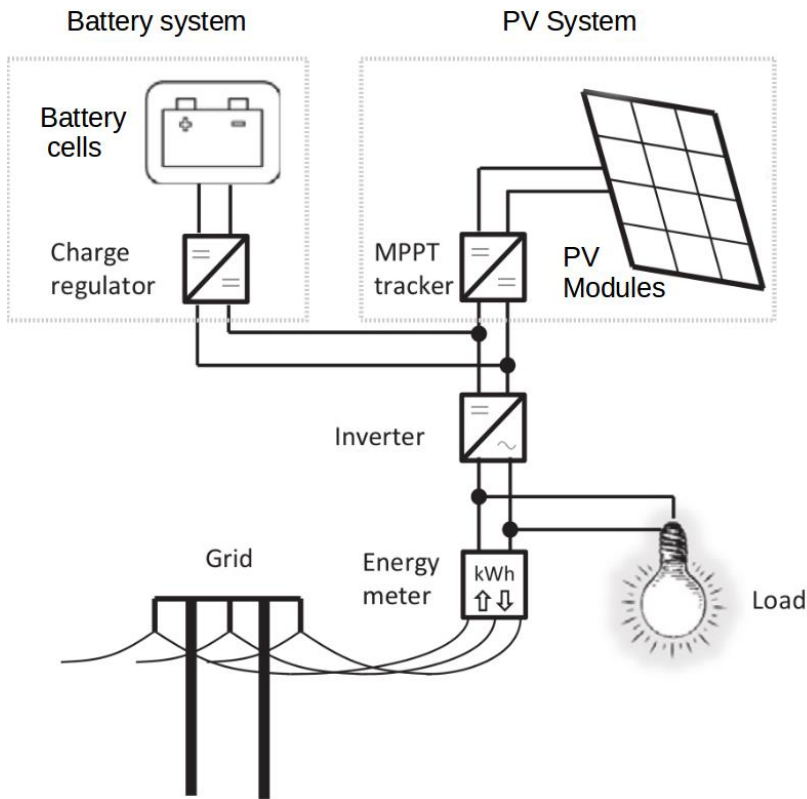 Battery system
PV System
Battery
cells
Charge
regulator
MPPT
tracker
PV
Modules
Inverter
Grid
Energy
meter
kWh
Load